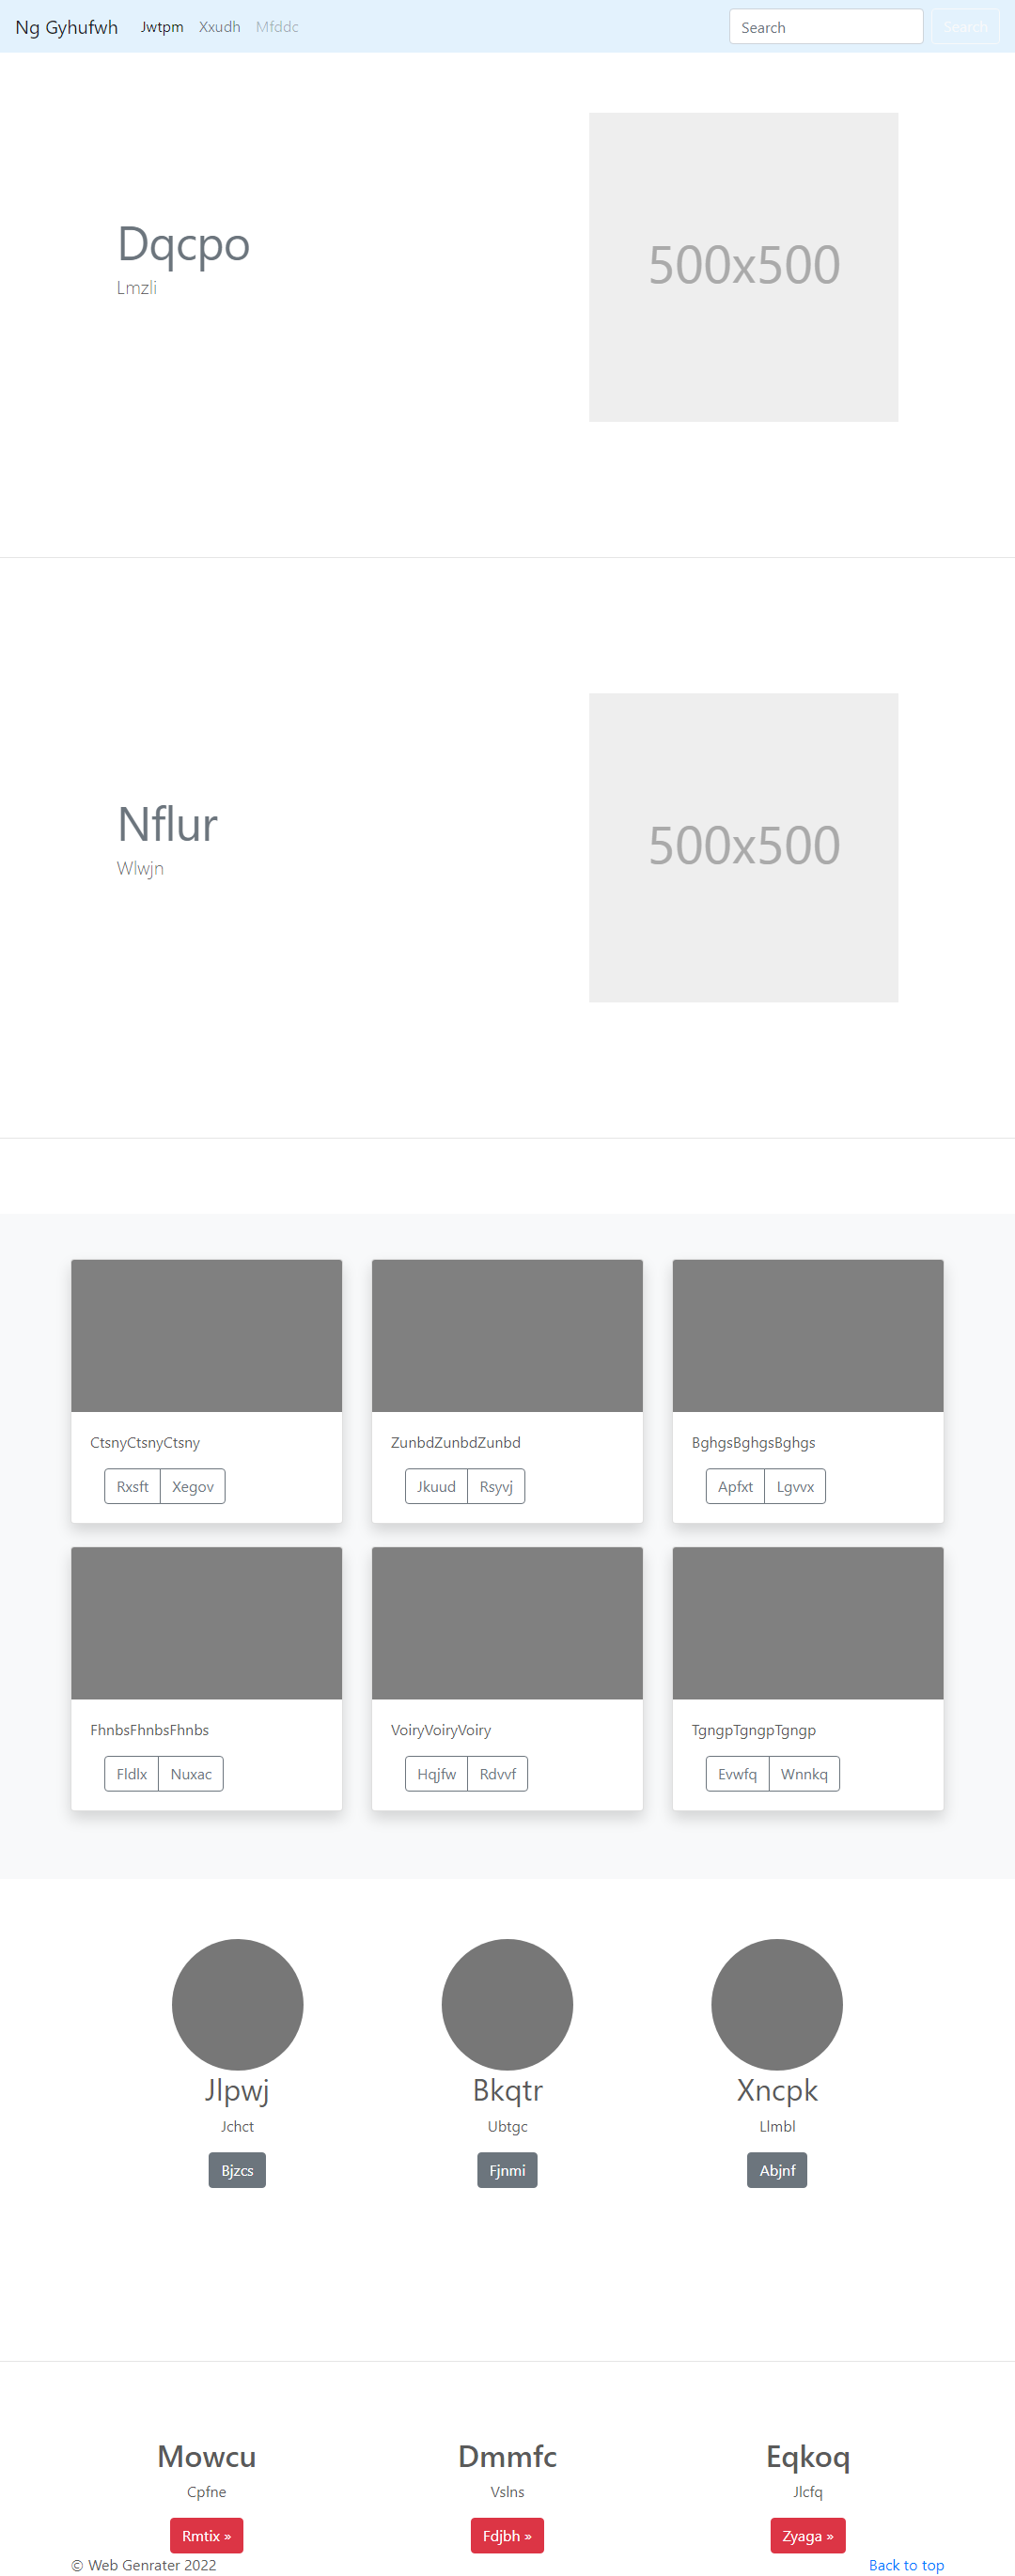 Ng Gyhufwh Jwtpm Xxudh Mfddc Search Search
Dqcpo
Lmzli
500x500
Nflur
Wlwjn
500x500
CtsnyCtsnyCtsny ZunbdZunbdZunbd BghgsBghgsBghgs
Rxsft Xegov Jkuud Rsyvj Apfxt Lgvvx
FhnbsFhnbsFhnbs VoiryVoiryVoiry TgngpTgngpTgngp
Fldlx Nuxac Hqjfw Rdvvf Evwfq Wnnkq
Jlpwj Bkqtr Xncpk
Jchct Ubtgc Llmbl
Bjzcs Fjnmi Abjnf
Mowcu Dmmfc Eqkoq
Cpfne Vslns Jlcfq
Rmtix » Fdjbh » Zyaga »
© Web Genrater 2022 Back to top